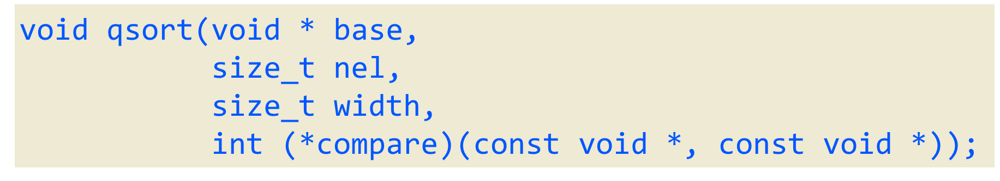 void qsort(void * base,
           size_t nel,
           size_t width,
           int (*compare)(const void *, const void *));